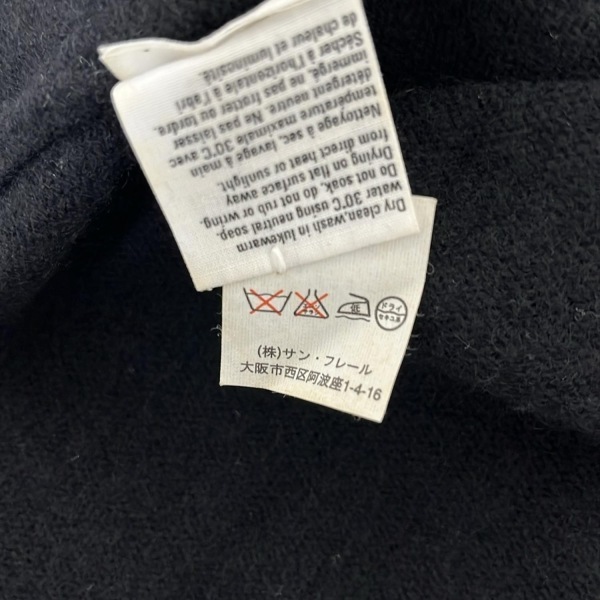 Dry clean,wash in lukewarm
water 30°C using neutral soap.
Do not soak, do not rub or wring.
Drying on flat surface away
from direct heat or sunlight.
Nettoyage à sec, lavage à main
température maximale 30°C avec
détergent neutre. Ne pas laisser
immergé, ne pas frotter ou tordre.
Sécher à l'horizontale à l'abri
de chaleur et luminosité.
低
ドライ
セキユ系
(株)サン・フレール
大阪市西区阿波座1-4-16